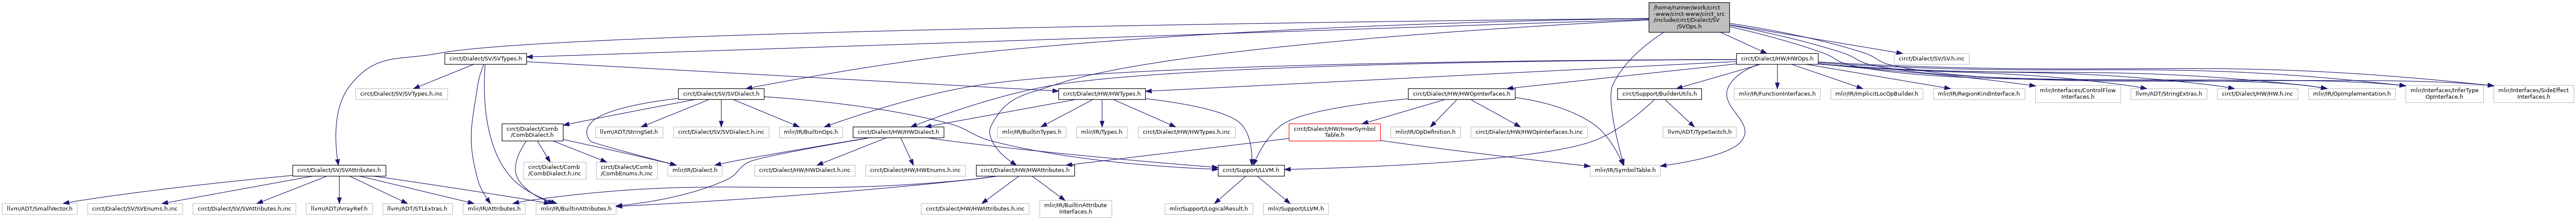 /home/runner/work/circt
-www/circt-www/circt_src
/include/circt/Dialect/SV
/SVOps.h
circt/Dialect/SV/SVTypes.h
circt/Dialect/HW/HWOps.h
circt/Dialect/SV/SV.h.inc
circt/Dialect/SV/SVTypes.h.inc
circt/Dialect/SV/SVDialect.h
circt/Dialect/HW/HWTypes.h
circt/Dialect/HW/HWOpInterfaces.h
circt/Support/BuilderUtils.h
mlir/IR/FunctionInterfaces.h
mlir/IR/ImplicitLocOpBuilder.h
mlir/IR/RegionKindInterface.h
mlir/Interfaces/ControlFlow
Interfaces.h
llvm/ADT/StringExtras.h
circt/Dialect/HW/HW.h.inc
mlir/IR/OpImplementation.h
mlir/Interfaces/InferType
OpInterface.h
mlir/Interfaces/SideEffect
Interfaces.h
circt/Dialect/Comb
/CombDialect.h
llvm/ADT/StringSet.h
circt/Dialect/SV/SVDialect.h.inc
mlir/IR/BuiltinOps.h
circt/Dialect/HW/HWDialect.h
mlir/IR/BuiltinTypes.h
mlir/IR/Types.h
circt/Dialect/HW/HWTypes.h.inc
circt/Dialect/HW/InnerSymbol
Table.h
mlir/IR/OpDefinition.h
circt/Dialect/HW/HWOpInterfaces.h.inc
llvm/ADT/TypeSwitch.h
circt/Dialect/SV/SVAttributes.h
circt/Dialect/Comb
/CombDialect.h.inc
circt/Dialect/Comb
/CombEnums.h.inc
mlir/IR/Dialect.h
circt/Dialect/HW/HWDialect.h.inc
circt/Dialect/HW/HWEnums.h.inc
circt/Dialect/HW/HWAttributes.h
circt/Support/LLVM.h
mlir/IR/SymbolTable.h
llvm/ADT/SmallVector.h
circt/Dialect/SV/SVEnums.h.inc
circt/Dialect/SV/SVAttributes.h.inc
llvm/ADT/ArrayRef.h
llvm/ADT/STLExtras.h
mlir/IR/Attributes.h
mlir/IR/BuiltinAttributes.h
circt/Dialect/HW/HWAttributes.h.inc
mlir/IR/BuiltinAttribute
Interfaces.h
mlir/Support/LogicalResult.h
mlir/Support/LLVM.h